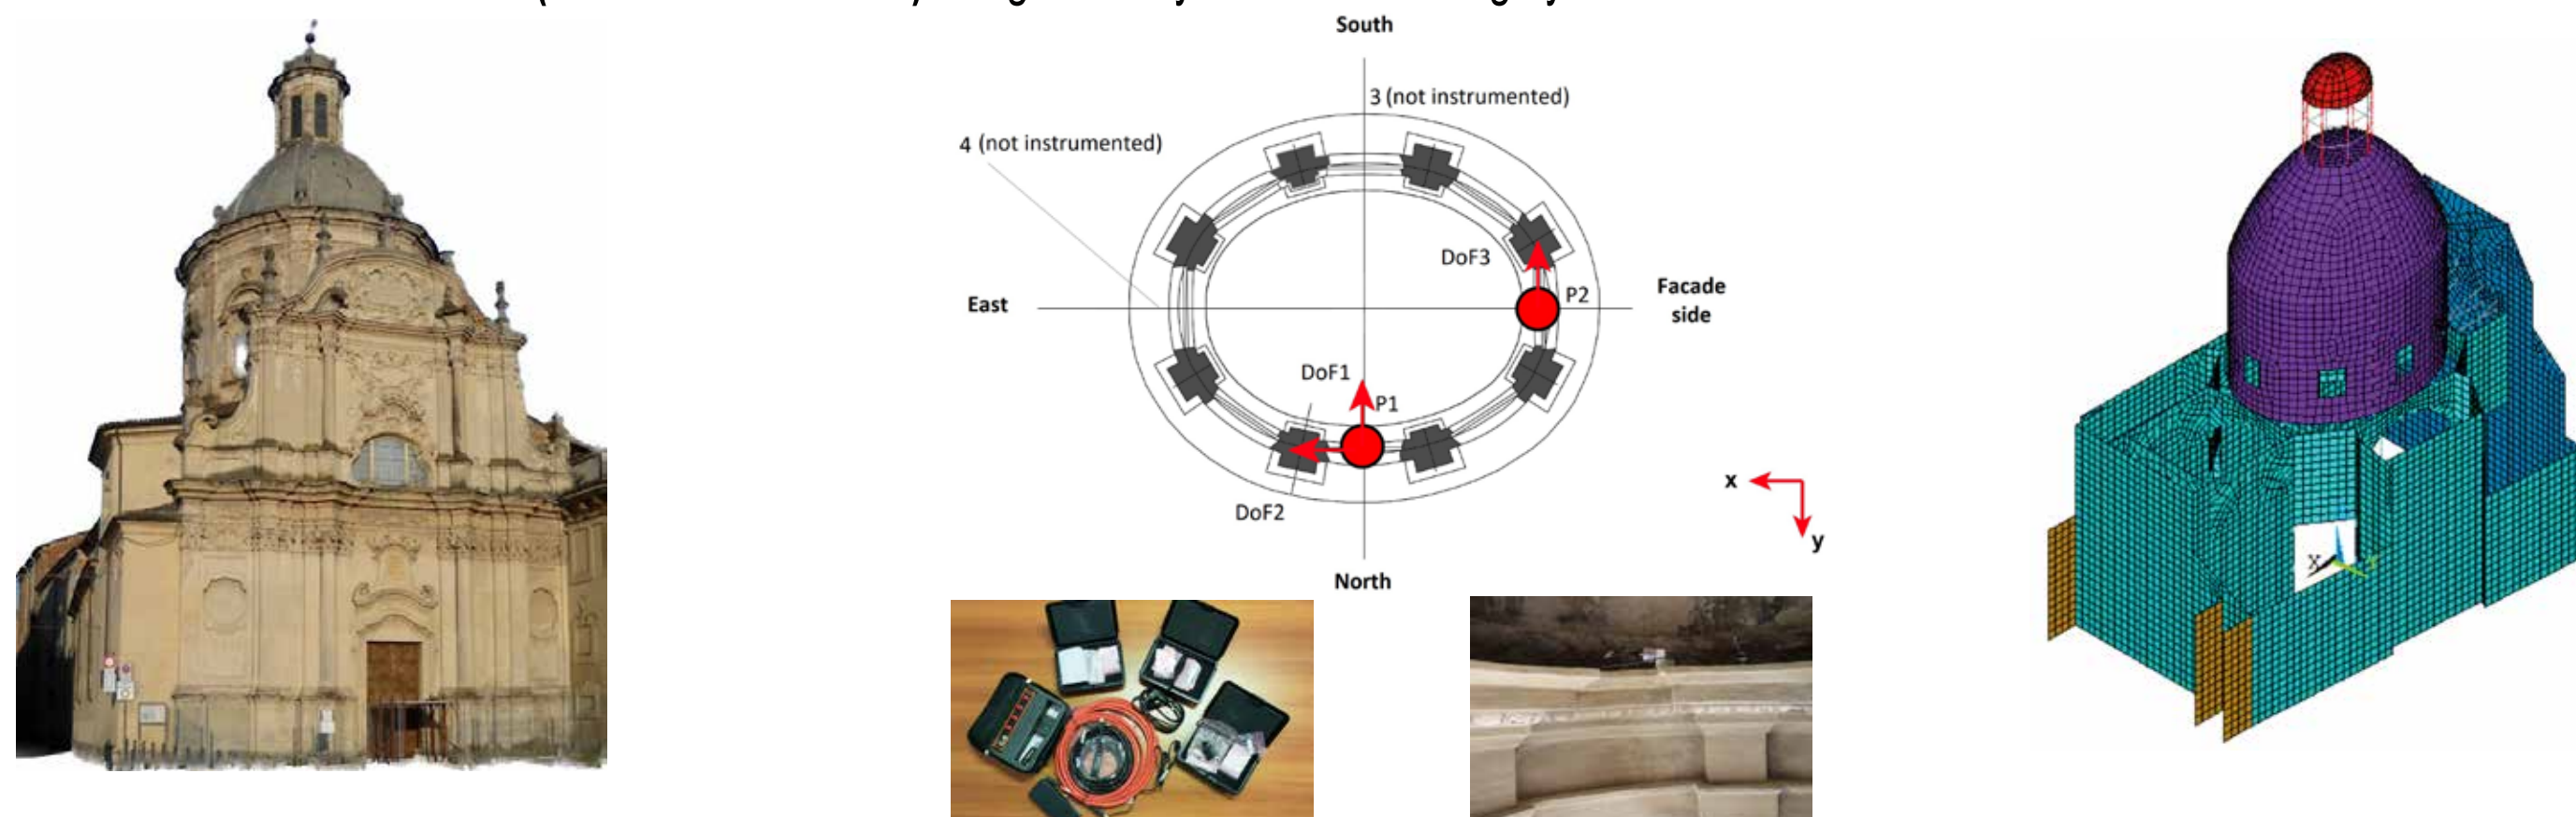 South
3 (not instrumented)
4 (not instrumented)
DoF3
P2
East
Facade
side
DoF1
P1
x
DoF2
y
North
X